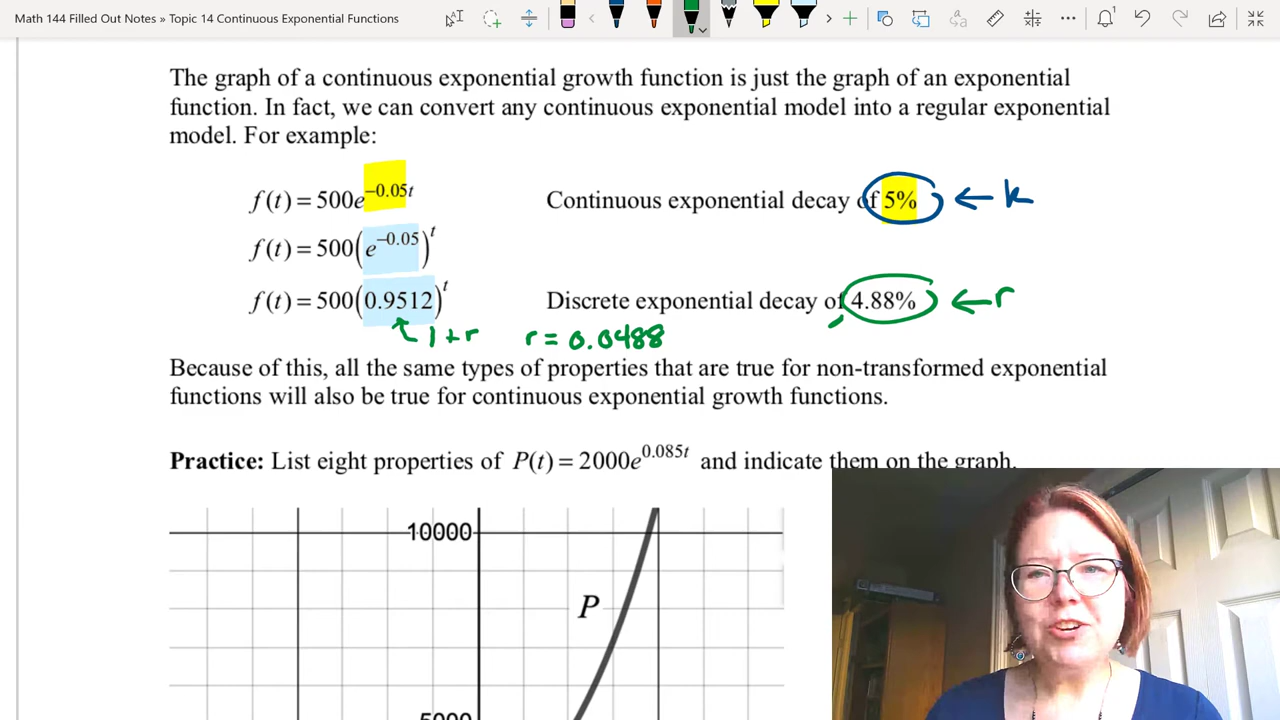 Math 144 Filled Out Notes » Topic 14 Continuous Exponential Functions
The graph of a continuous exponential growth function is just the graph of an exponential
function. In fact, we can convert any continuous exponential model into a regular exponential
model. For example:
f(t) = 500e^{−0.05t} Continuous exponential decay of 5% ← k
f(t) = 500(e^{−0.05})^t
f(t) = 500(0.9512)^t Discrete exponential decay of 4.88% ← r
1 + r r = 0.0488
Because of this, all the same types of properties that are true for non-transformed exponential
functions will also be true for continuous exponential growth functions.
Practice: List eight properties of P(t) = 2000e^{0.085t} and indicate them on the graph.
10000
P
5000